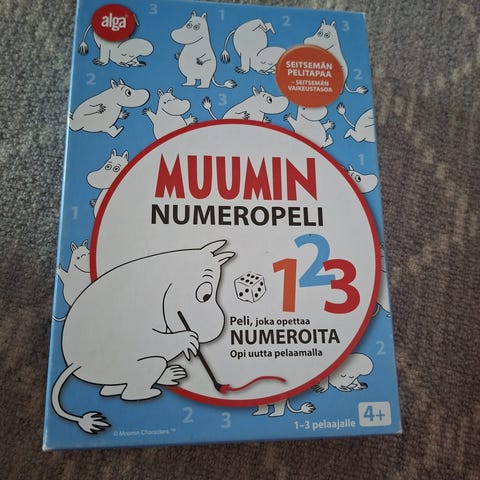 alga
SEITSEMÄN
PELITAPAA
– SEITSEMÄN
VAIKEUSTASOA
MUUMIN
NUMEROPELI
123
Peli, joka opettaa
NUMEROITA
Opi uutta pelaamalla
© Moomin Characters ™
1–3 pelaajalle 4+